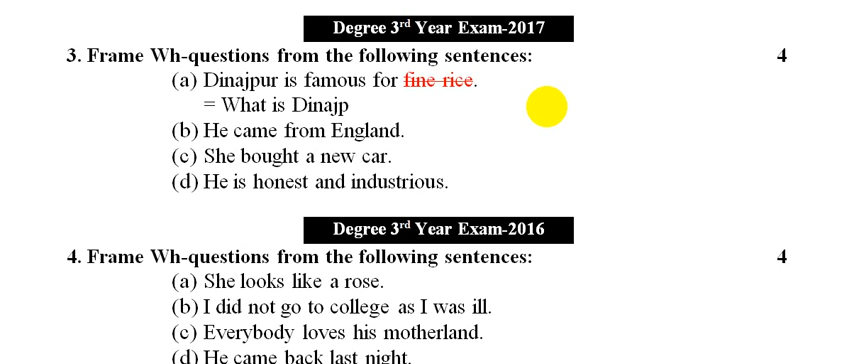 Degree 3rd Year Exam-2017
3. Frame Wh-questions from the following sentences: 4
(a) Dinajpur is famous for fine rice.
= What is Dinajp
(b) He came from England.
(c) She bought a new car.
(d) He is honest and industrious.
Degree 3rd Year Exam-2016
4. Frame Wh-questions from the following sentences: 4
(a) She looks like a rose.
(b) I did not go to college as I was ill.
(c) Everybody loves his motherland.
(d) He came back last night.